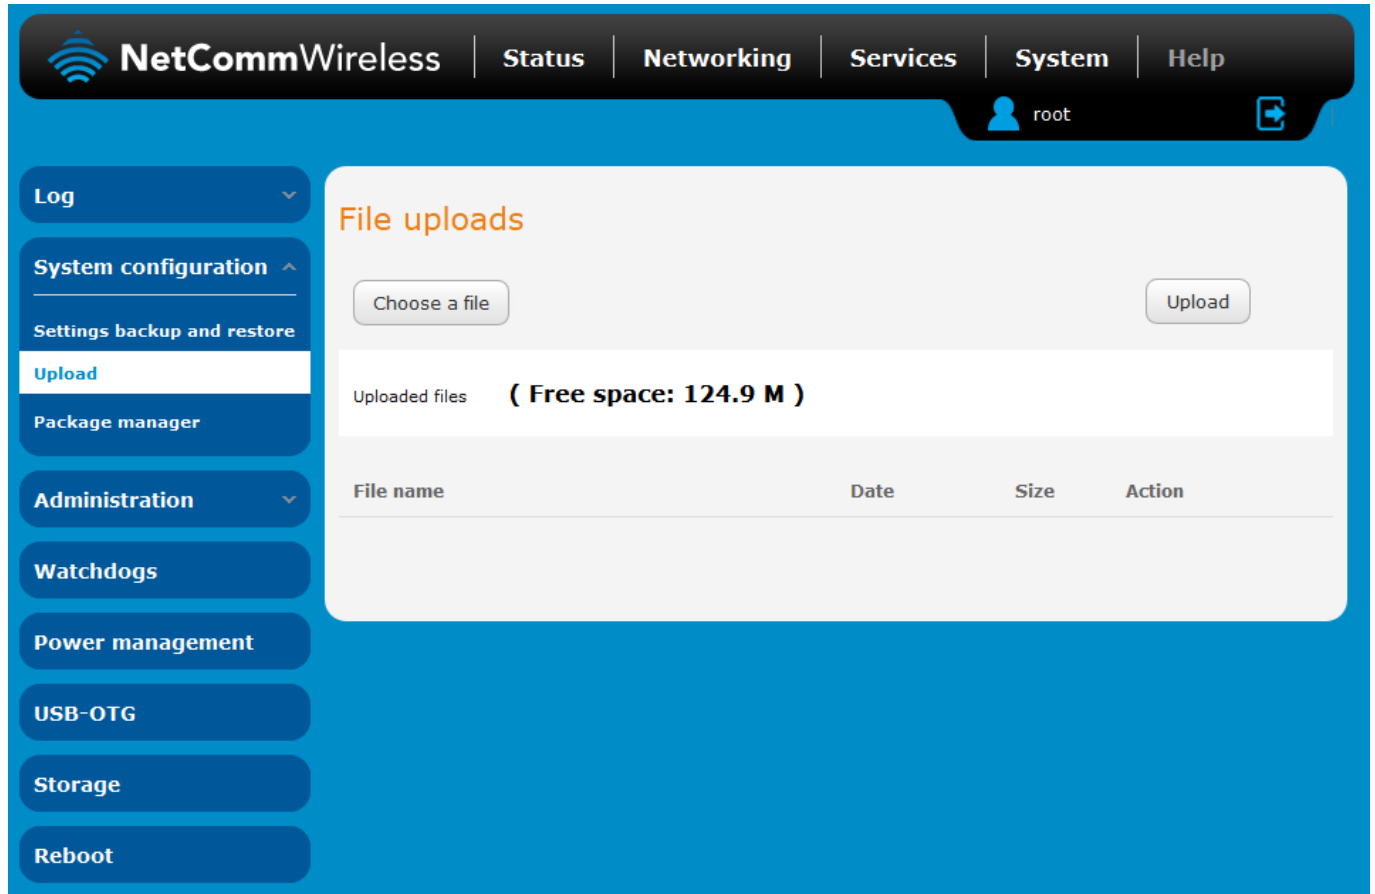 NetCommWireless Status Networking Services System Help
root
Log
System configuration
Settings backup and restore
Upload
Package manager
Administration
Watchdogs
Power management
USB-OTG
Storage
Reboot
File uploads
Choose a file Upload
Uploaded files ( Free space: 124.9 M )
File name Date Size Action